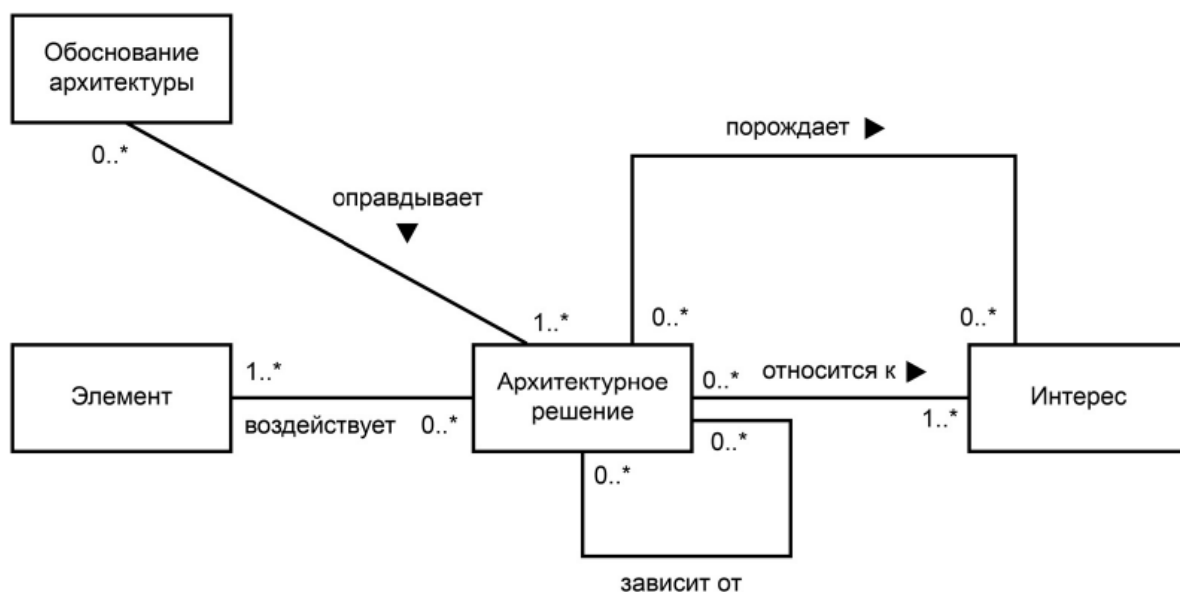 Обоснование
архитектуры
0..*
порождает ►
оправдывает
▼
1..*
0..*
0..*
Элемент
1..*
воздействует
0..*
Архитектурное
решение
0..*
относится к ►
1..*
Интерес
0..*
0..*
зависит от